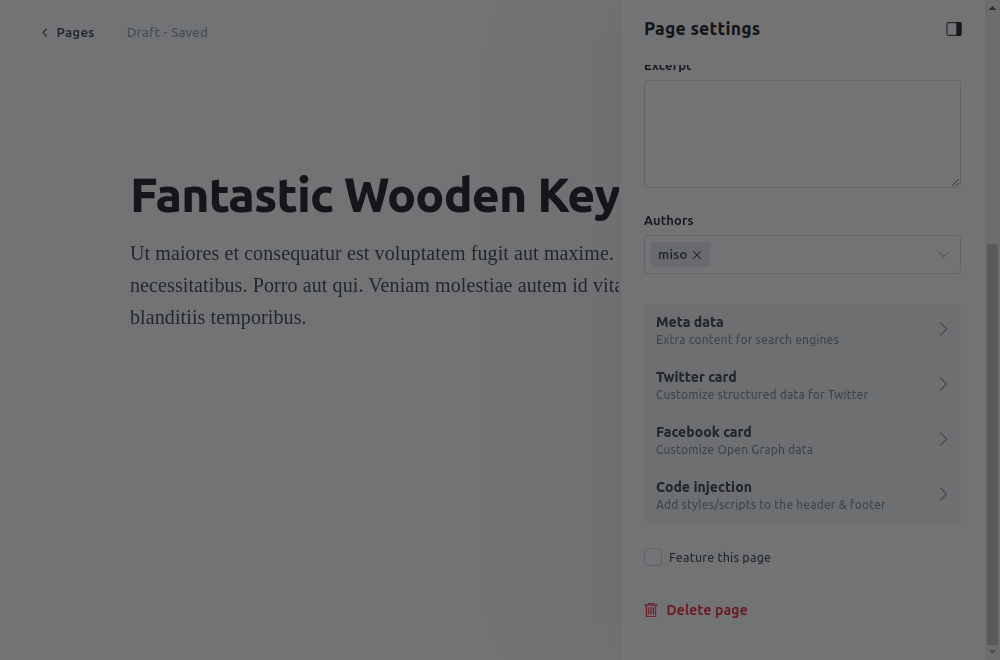 Pages
Draft - Saved
Fantastic Wooden Key
Ut maiores et consequatur est voluptatem fugit aut maxime.
necessitatibus. Porro aut qui. Veniam molestiae autem id vita
blanditiis temporibus.
Page settings
Excerpt
Authors
miso
Meta data
Extra content for search engines
Twitter card
Customize structured data for Twitter
Facebook card
Customize Open Graph data
Code injection
Add styles/scripts to the header & footer
Feature this page
Delete page